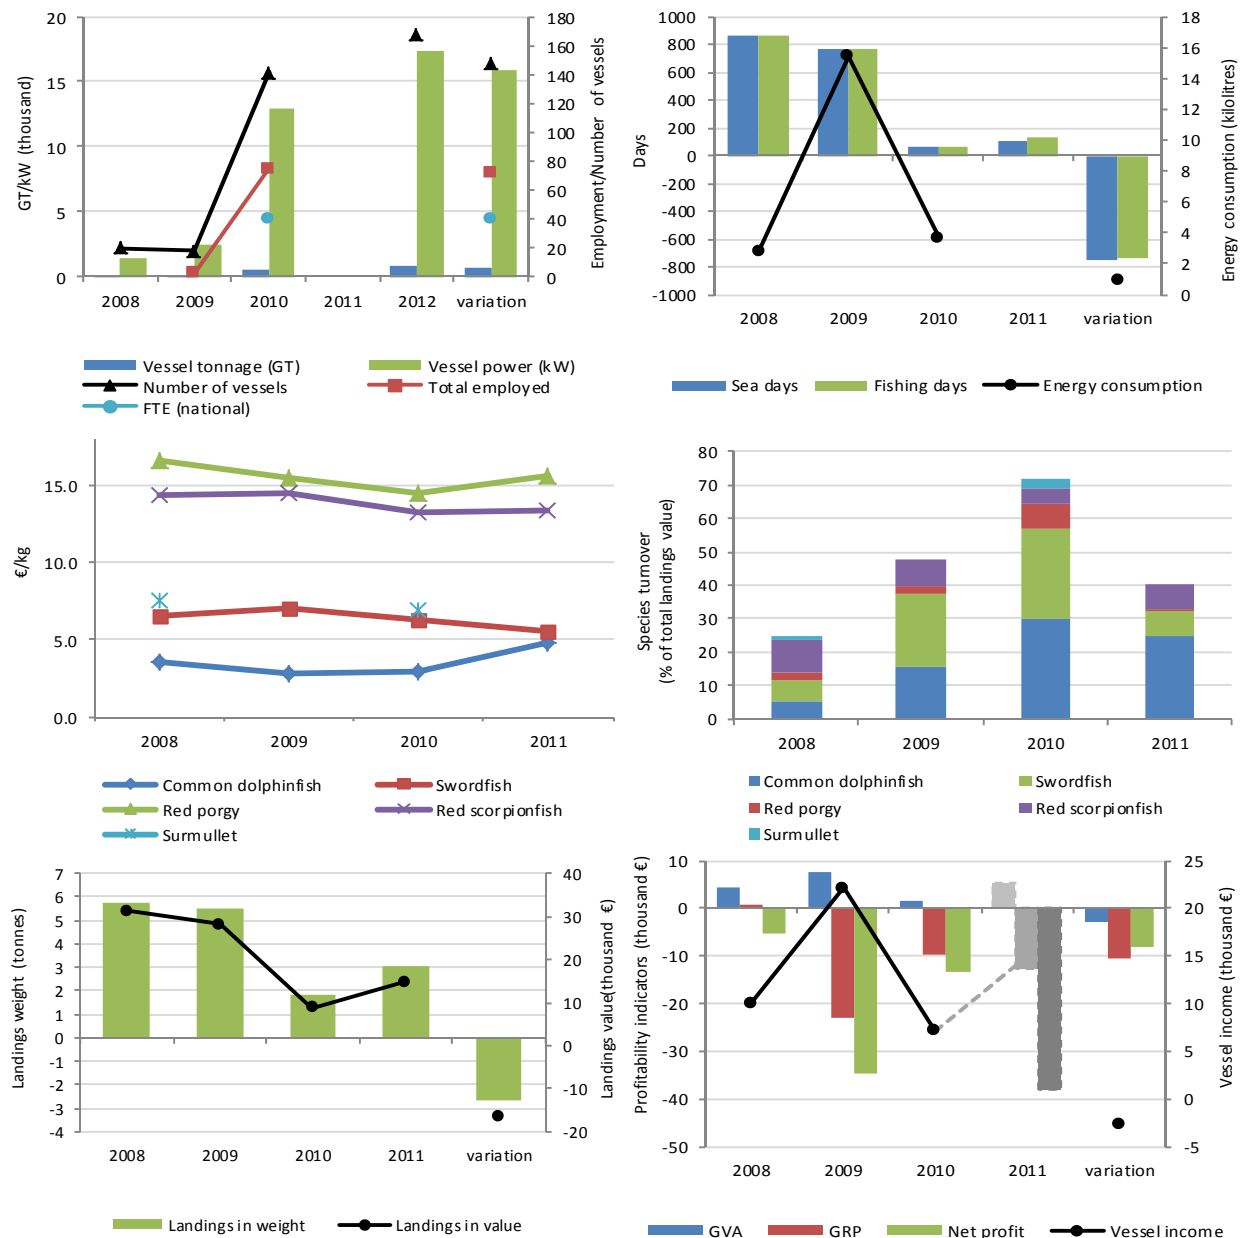 20
15
10
5
0
GT/kW (thousand)
180
160
140
120
100
80
60
40
20
0
Employment/Number of vessels
2008 2009 2010 2011 2012 variation
Vessel tonnage (GT) Vessel power (kW)
Number of vessels Total employed
FTE (national)
1000
800
600
400
200
0
-200
-400
-600
-800
-1000
Days
18
16
14
12
10
8
6
4
2
0
Energy consumption (kilolitres)
2008 2009 2010 2011 variation
Sea days Fishing days Energy consumption
15.0
10.0
5.0
0.0
€/kg
2008 2009 2010 2011
Common dolphinfish Swordfish
Red porgy Red scorpionfish
Surmullet
80
70
60
50
40
30
20
10
0
Species turnover
(% of total landings value)
2008 2009 2010 2011
Common dolphinfish Swordfish
Red porgy Red scorpionfish
Surmullet
7
6
5
4
3
2
1
0
-1
-2
-3
-4
Landings weight (tonnes)
40
30
20
10
0
-10
-20
Landings value(thousand €)
2008 2009 2010 2011 variation
Landings in weight Landings in value
10
0
-10
-20
-30
-40
-50
Profitability indicators (thousand €)
25
20
15
10
5
0
-5
Vessel income (thousand €)
2008 2009 2010 2011 variation
GVA GRP Net profit Vessel income